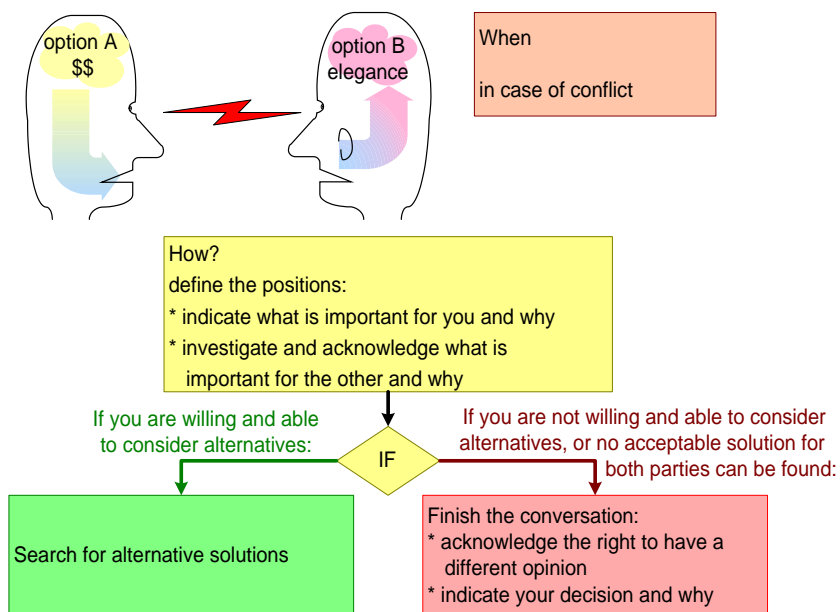 option A
$$
option B
elegance
When
in case of conflict
How?
define the positions:
* indicate what is important for you and why
* investigate and acknowledge what is
important for the other and why
If you are willing and able
to consider alternatives:
IF
If you are not willing and able to consider
alternatives, or no acceptable solution for
both parties can be found:
Search for alternative solutions
Finish the conversation:
* acknowledge the right to have a
different opinion
* indicate your decision and why